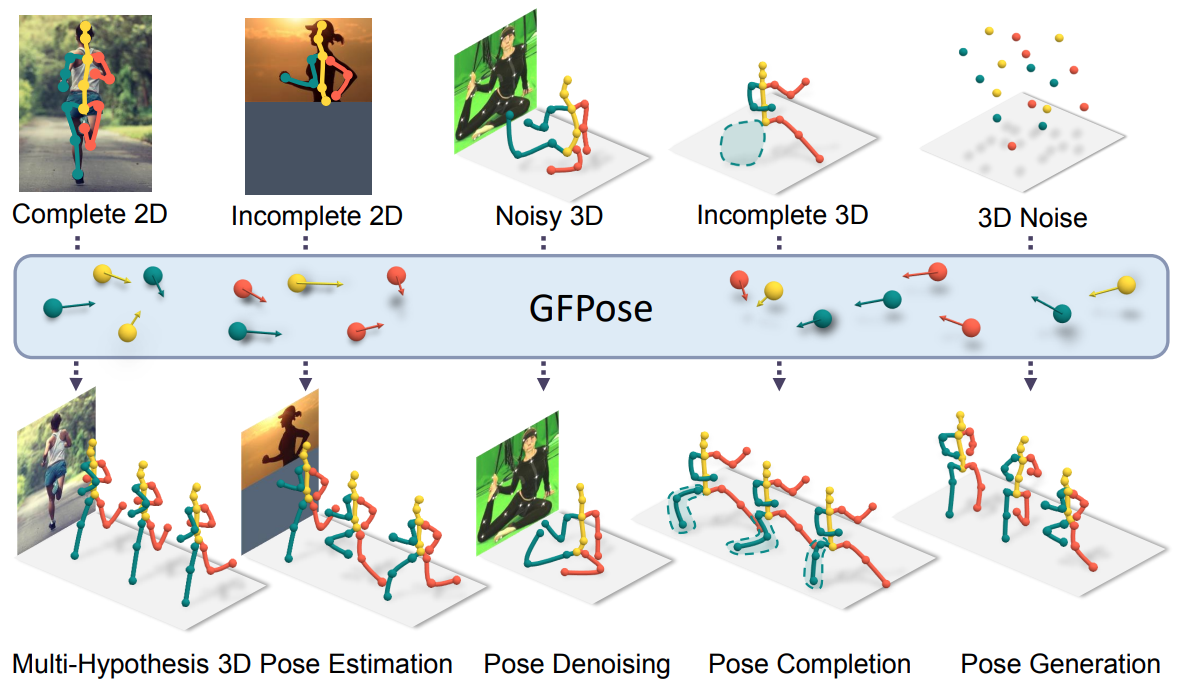 Complete 2D
Incomplete 2D
Noisy 3D
Incomplete 3D
3D Noise
GFPose
Multi-Hypothesis 3D Pose Estimation
Pose Denoising
Pose Completion
Pose Generation